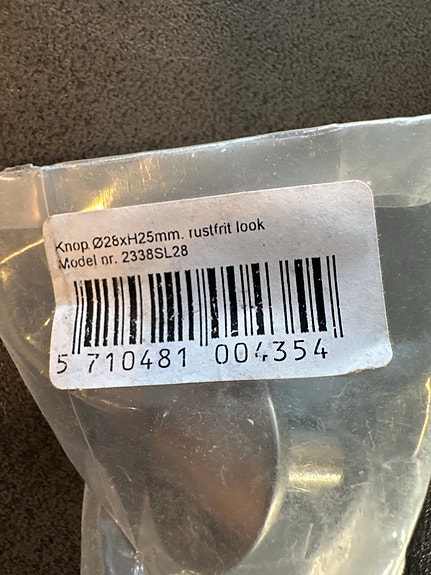 Knop Ø28xH25mm. rustfrit look
Model nr. 2338SL28
5 710481 004354